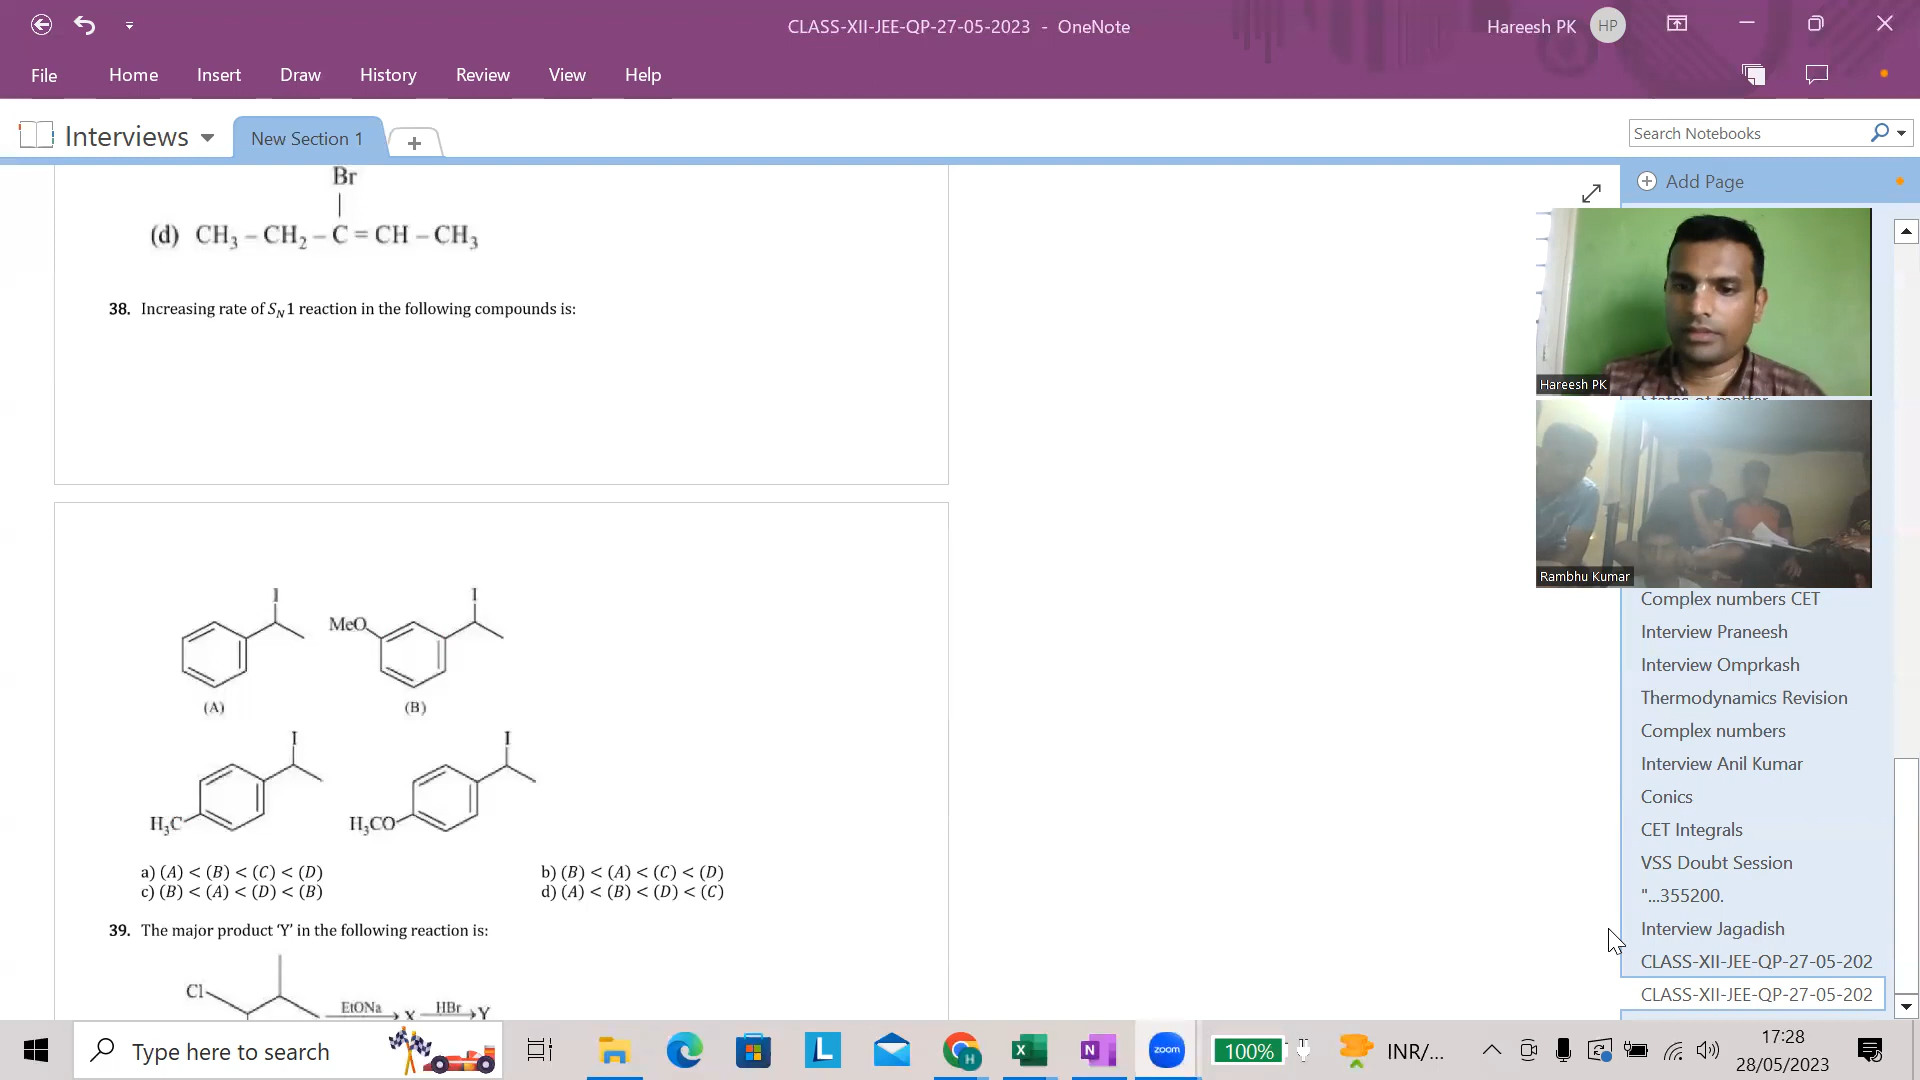 CLASS-XII-JEE-QP-27-05-2023 - OneNote
Hareesh PK
HP
File
Home
Insert
Draw
History
Review
View
Help
Interviews
New Section 1
+
Search Notebooks
Add Page
Br
(d) CH₃ – CH₂ – C = CH – CH₃
38. Increasing rate of S_N1 reaction in the following compounds is:
I
I
MeO
(A)
(B)
I
I
H₃C
H₃CO
a) (A) < (B) < (C) < (D)
b) (B) < (A) < (C) < (D)
c) (B) < (A) < (D) < (B)
d) (A) < (B) < (D) < (C)
39. The major product ‘Y’ in the following reaction is:
Cl
EtONa
X
HBr
Y
Hareesh PK
States of matter
Rambhu Kumar
Complex numbers CET
Interview Praneesh
Interview Omprkash
Thermodynamics Revision
Complex numbers
Interview Anil Kumar
Conics
CET Integrals
VSS Doubt Session
"...355200.
Interview Jagadish
CLASS-XII-JEE-QP-27-05-202
CLASS-XII-JEE-QP-27-05-202
Type here to search
L
X
N
zoom
H
100%
INR/...
17:28
28/05/2023